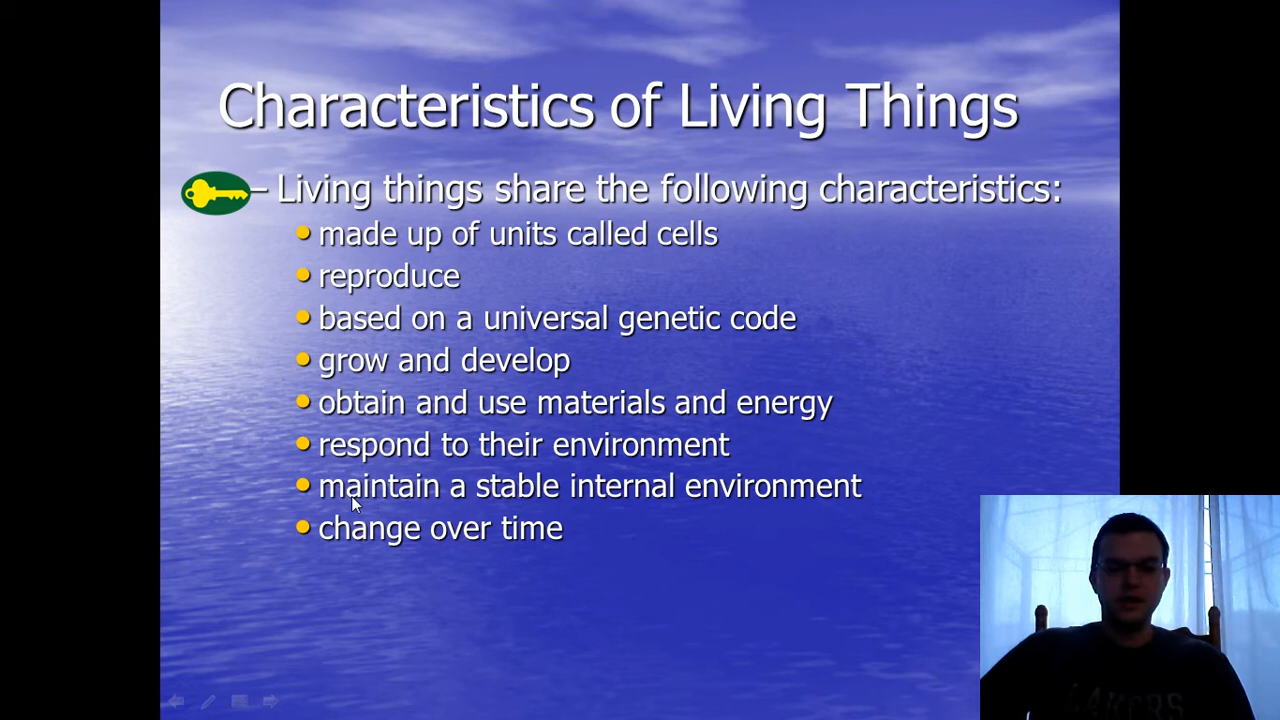 Characteristics of Living Things
– Living things share the following characteristics:
• made up of units called cells
• reproduce
• based on a universal genetic code
• grow and develop
• obtain and use materials and energy
• respond to their environment
• maintain a stable internal environment
• change over time
LAKERS